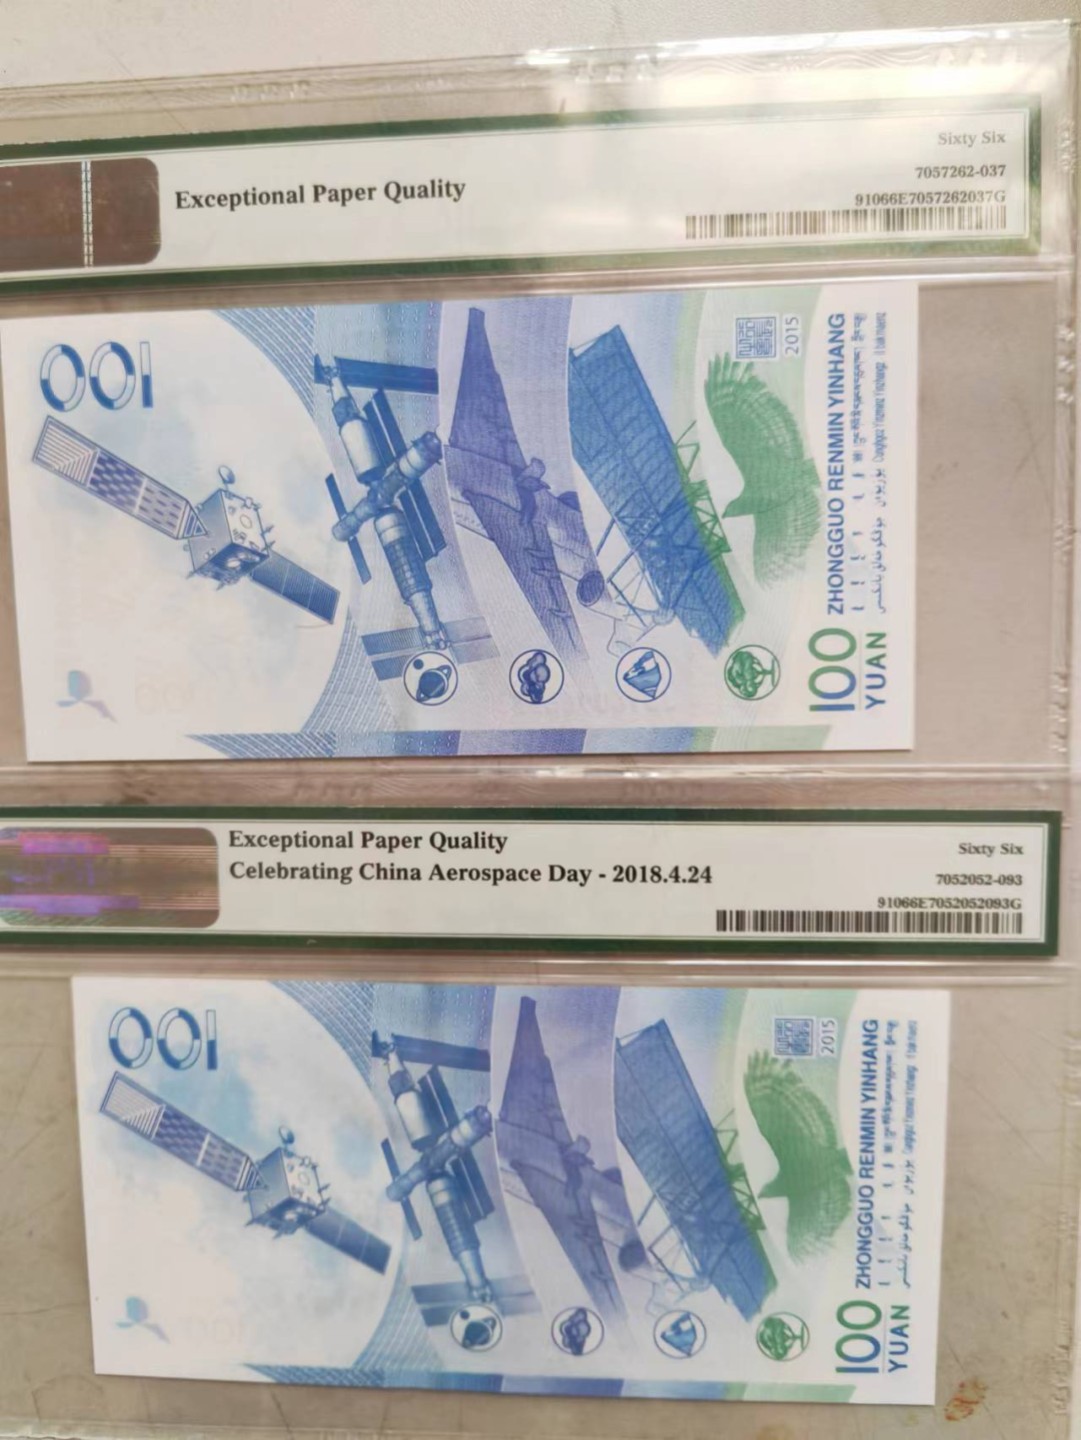 Sixty Six
7057262-037
Exceptional Paper Quality
91066E7057262037G
100
2015
ZHONGGUO RENMIN YINHANG
100
YUAN
Exceptional Paper Quality
Sixty Six
Celebrating China Aerospace Day - 2018.4.24
7052052-093
91066E7052052093G
100
2015
ZHONGGUO RENMIN YINHANG
100
YUAN